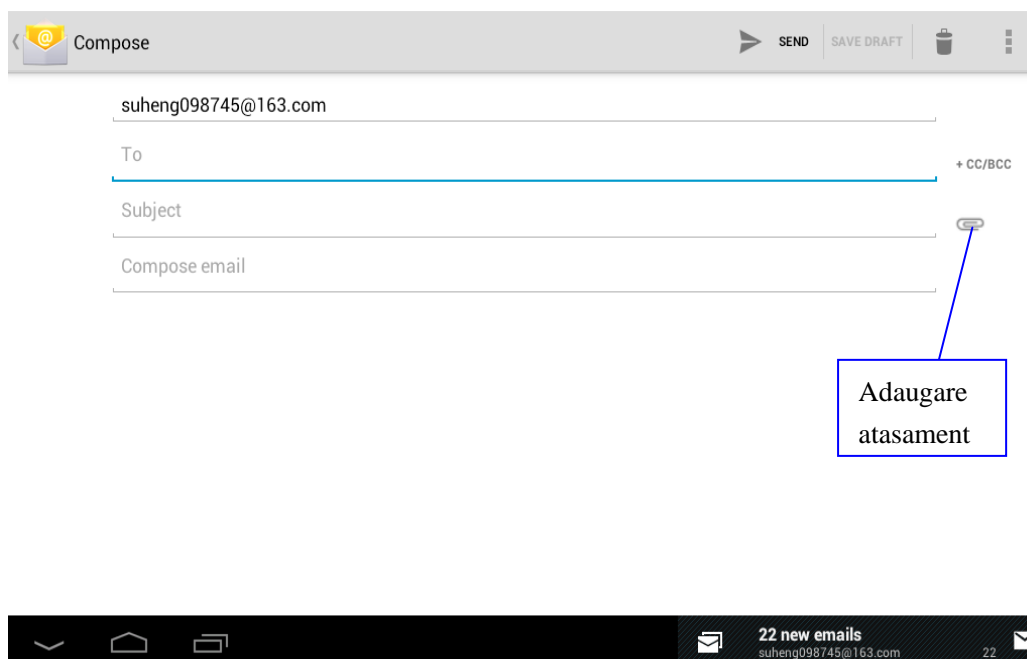 Compose
SEND
SAVE DRAFT
suheng098745@163.com
To
+ CC/BCC
Subject
Compose email
Adaugare
atasament
22 new emails
suheng098745@163.com
22